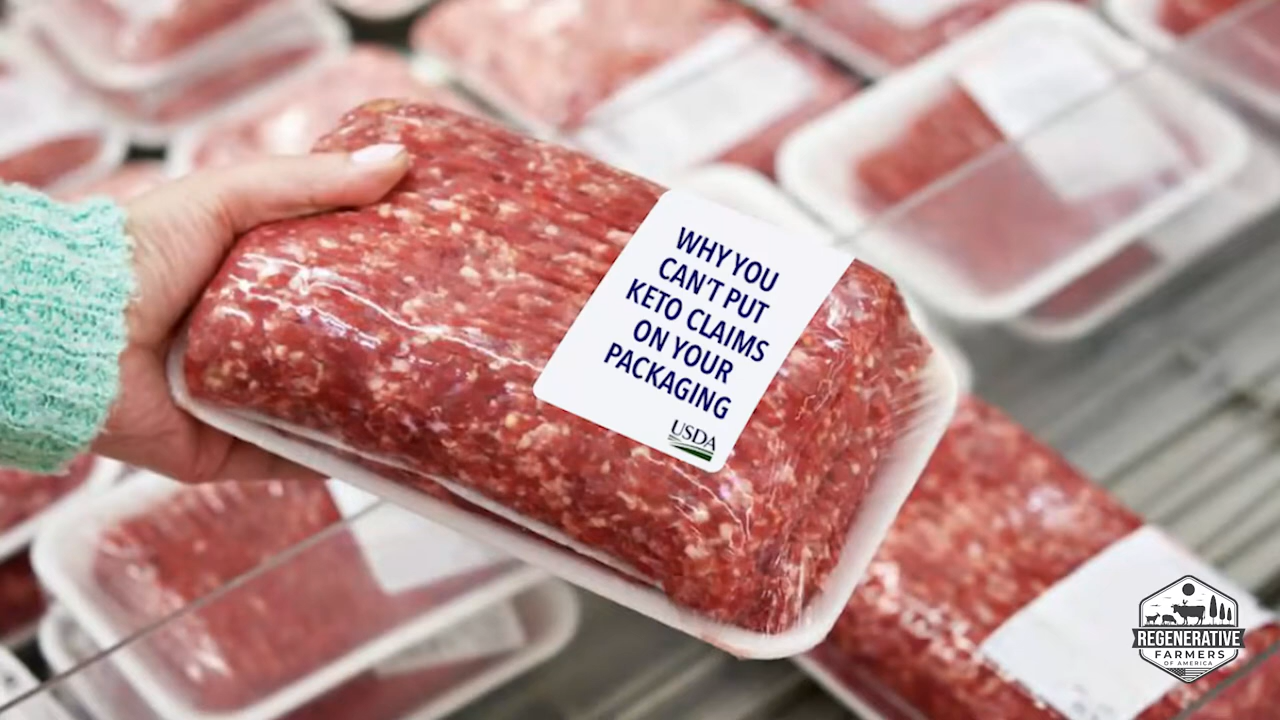 WHY YOU
CAN'T PUT
KETO CLAIMS
ON YOUR
PACKAGING
USDA
REGENERATIVE
FARMERS
OF AMERICA